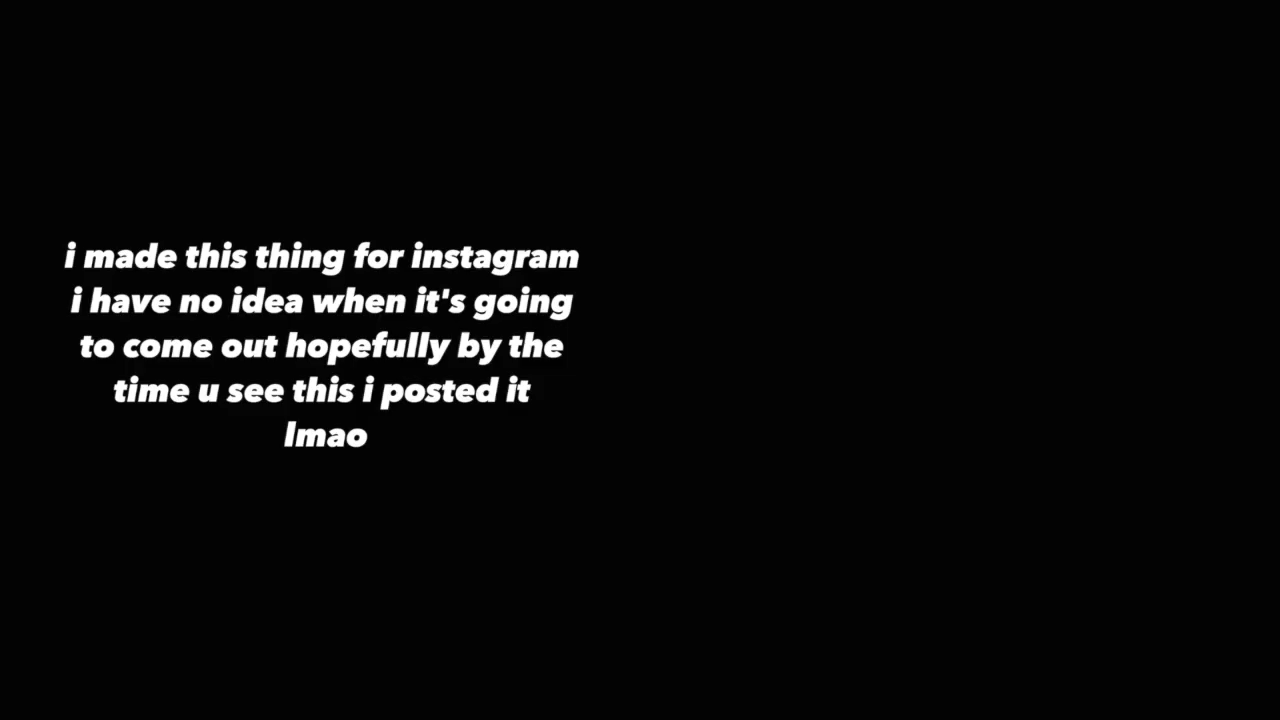 i made this thing for instagram
i have no idea when it's going
to come out hopefully by the
time u see this i posted it
lmao